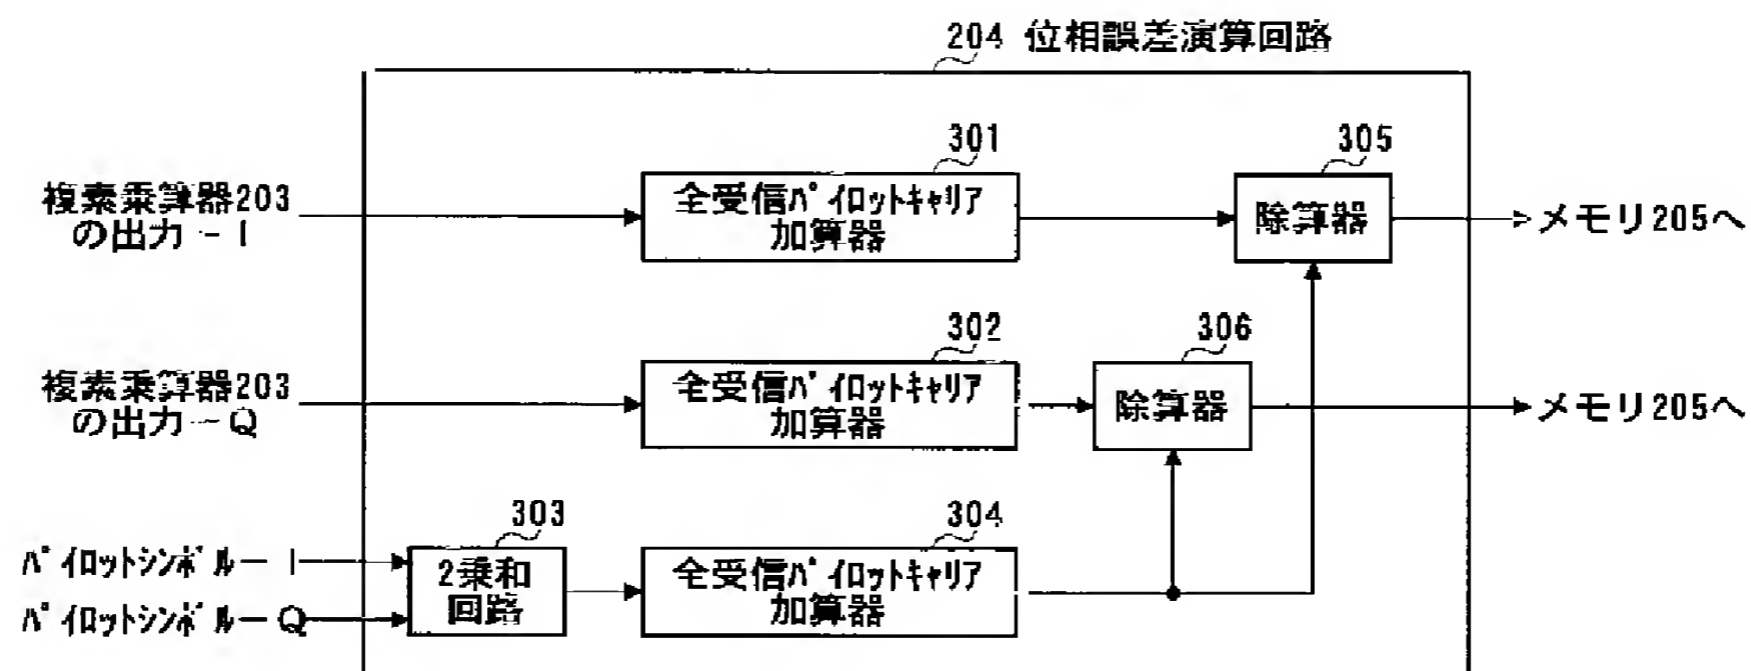 204 位相誤差演算回路
301
305
複素乗算器203
の出力-I
全受信パイロットキャリア
加算器
除算器
メモリ205へ
302
306
複素乗算器203
の出力-Q
全受信パイロットキャリア
加算器
除算器
メモリ205へ
303
304
パイロットシンボルーI
パイロットシンボルーQ
2乗和
回路
全受信パイロットキャリア
加算器